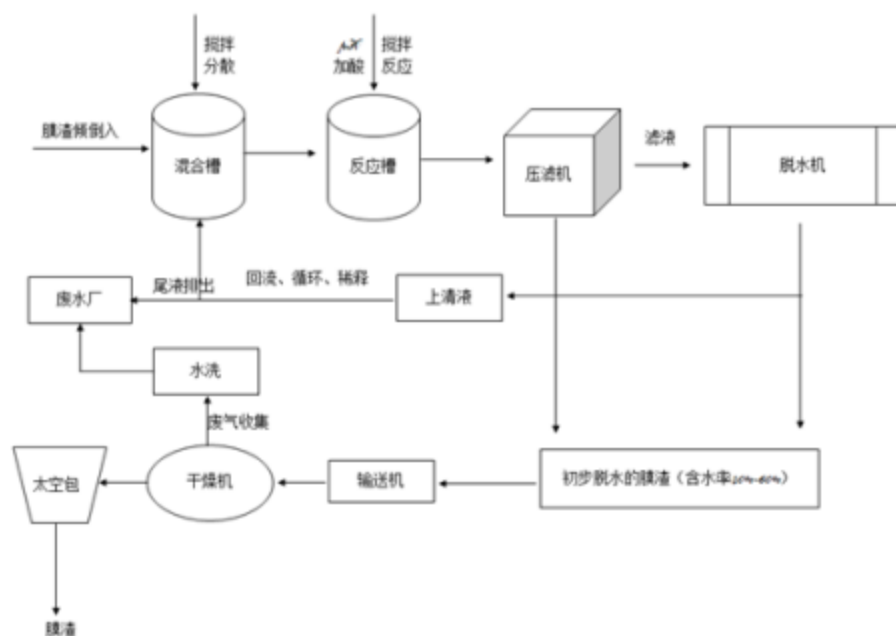 搅拌
分散
加酸
搅拌
反应
膜渣倾倒入
混合槽
反应槽
压滤机
滤液
脱水机
废水厂
尾液排出
回流、循环、稀释
上清液
水洗
废气收集
太空包
干燥机
输送机
初步脱水的膜渣(含水率
膜渣